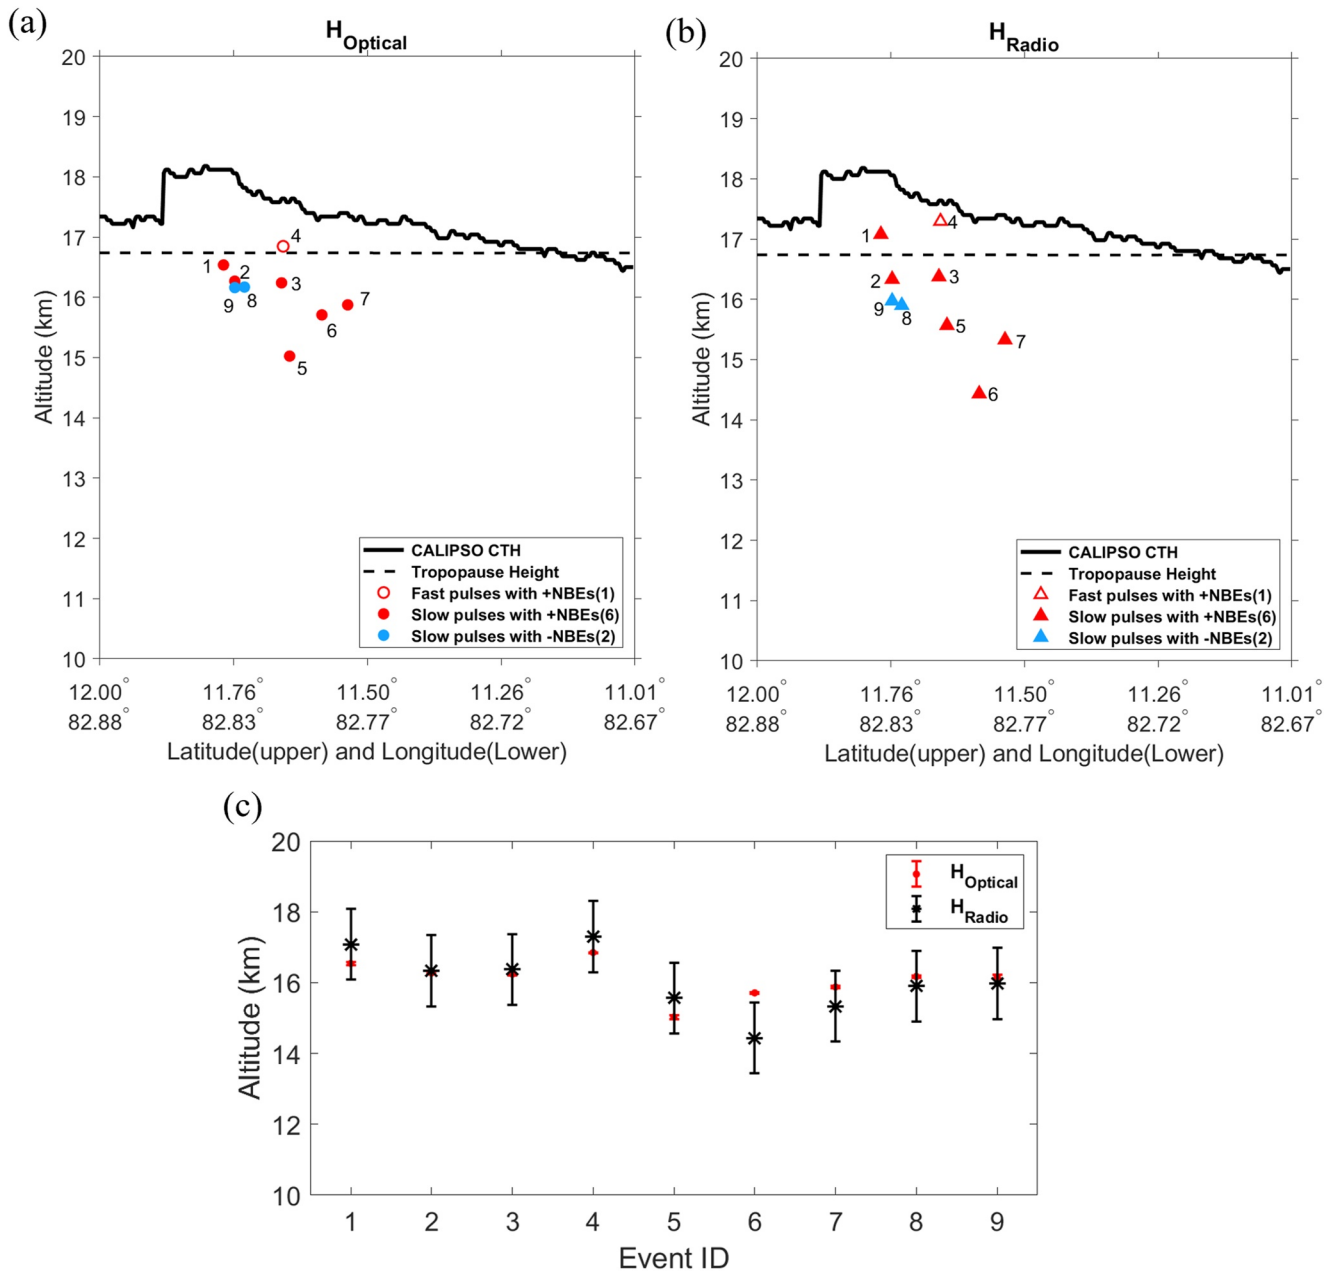 (a)
H Optical
20
19
18
17
16
15
14
13
12
11
10
Altitude (km)
1
2
3
4
5
6
7
8
9
CALIPSO CTH
Tropopause Height
Fast pulses with +NBEs(1)
Slow pulses with +NBEs(6)
Slow pulses with -NBEs(2)
12.00° 11.76° 11.50° 11.26° 11.01°
82.88° 82.83° 82.77° 82.72° 82.67°
Latitude(upper) and Longitude(Lower)
(b)
H Radio
20
19
18
17
16
15
14
13
12
11
10
Altitude (km)
1
2
3
4
5
6
7
8
9
CALIPSO CTH
Tropopause Height
Fast pulses with +NBEs(1)
Slow pulses with +NBEs(6)
Slow pulses with -NBEs(2)
12.00° 11.76° 11.50° 11.26° 11.01°
82.88° 82.83° 82.77° 82.72° 82.67°
Latitude(upper) and Longitude(Lower)
(c)
20
18
16
14
12
10
Altitude (km)
H Optical
H Radio
1 2 3 4 5 6 7 8 9
Event ID